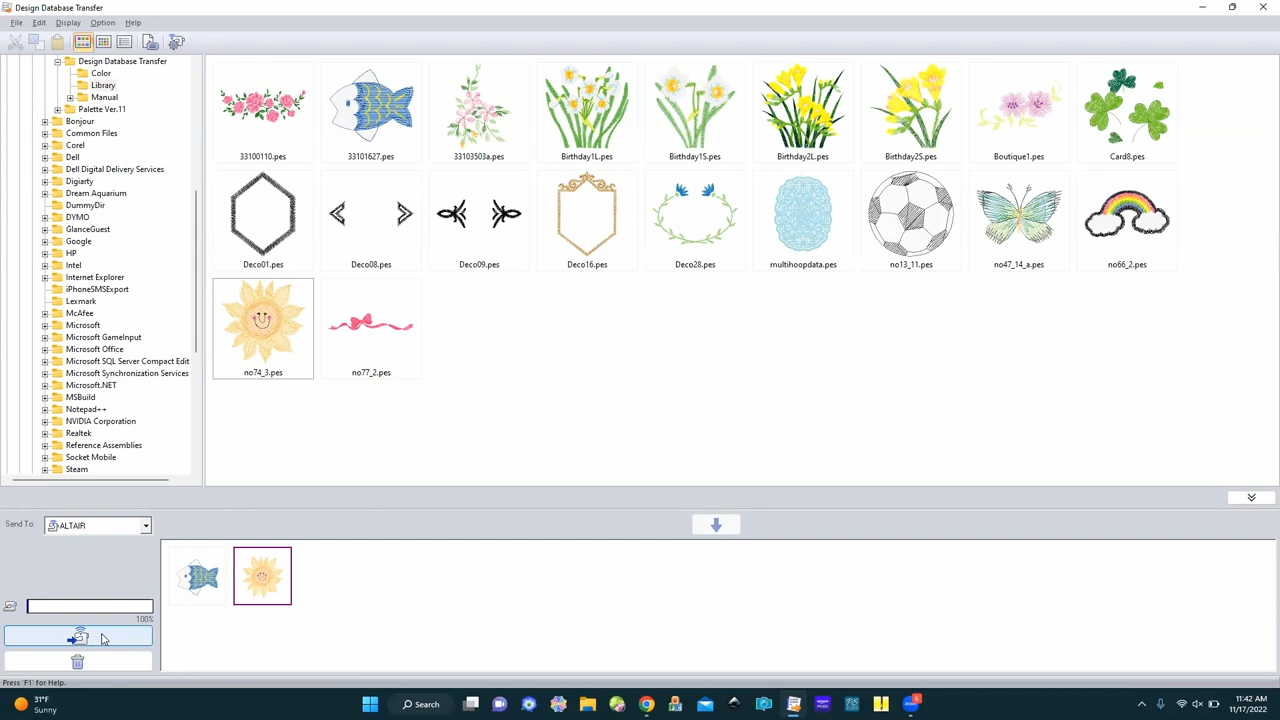 Design Database Transfer
File Edit Display Option Help
Design Database Transfer
Color
Library
Manual
Palette Ver.11
Bonjour
Common Files
Corel
Dell
Dell Digital Delivery Services
Digiarty
Dream Aquarium
DummyDir
DYMO
GlanceGuest
Google
HP
Intel
Internet Explorer
iPhoneSMSExport
Lexmark
McAfee
Microsoft
Microsoft GameInput
Microsoft Office
Microsoft SQL Server Compact Edit
Microsoft Synchronization Services
Microsoft.NET
MSBuild
Notepad++
NVIDIA Corporation
Realtek
Reference Assemblies
Socket Mobile
Steam
33100110.pes 33101627.pes 33103503a.pes Birthday1L.pes Birthday1S.pes Birthday2L.pes Birthday2S.pes Boutique1.pes Card8.pes
Deco01.pes Deco08.pes Deco09.pes Deco16.pes Deco28.pes multihoopdata.pes no13_11.pes no47_14_a.pes no66_2.pes
no74_3.pes no77_2.pes
Send To: ALTAIR
100%
Press 'F1' for Help.
31°F
Sunny
Search
5
11:42 AM
11/17/2022